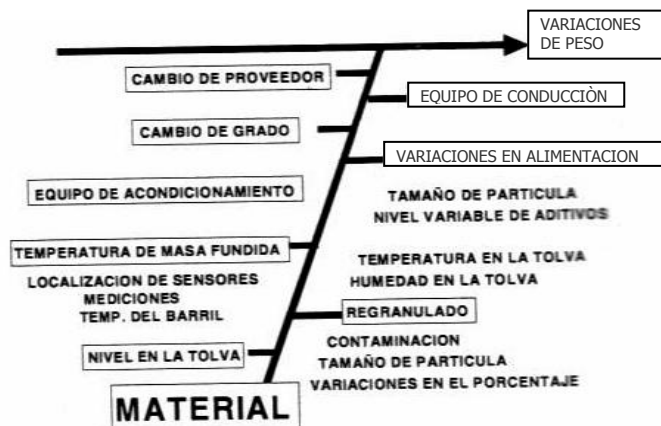 VARIACIONES
DE PESO
CAMBIO DE PROVEEDOR
EQUIPO DE CONDUCCIÒN
CAMBIO DE GRADO
VARIACIONES EN ALIMENTACION
EQUIPO DE ACONDICIONAMIENTO
TAMAÑO DE PARTICULA
NIVEL VARIABLE DE ADITIVOS
TEMPERATURA DE MASA FUNDIDA
TEMPERATURA EN LA TOLVA
HUMEDAD EN LA TOLVA
LOCALIZACION DE SENSORES
MEDICIONES
TEMP. DEL BARRIL
REGRANULADO
CONTAMINACION
TAMAÑO DE PARTICULA
VARIACIONES EN EL PORCENTAJE
NIVEL EN LA TOLVA
MATERIAL